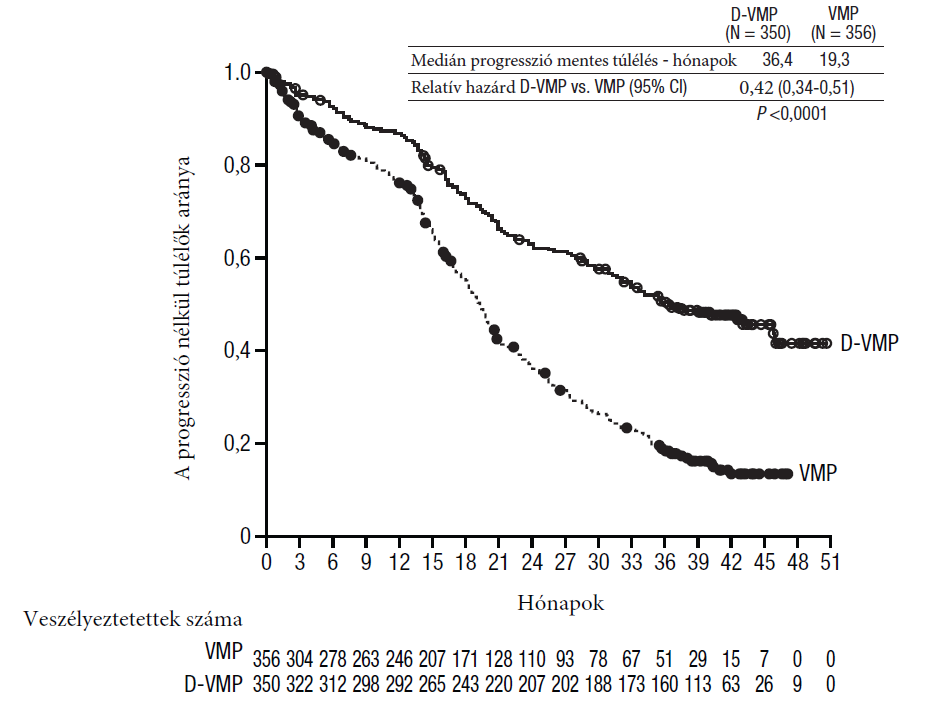 D-VMP VMP
(N = 350) (N = 356)
Medián progresszió mentes túlélés - hónapok 36,4 19,3
Relatív hazárd D-VMP vs. VMP (95% CI) 0,42 (0,34-0,51)
P <0,0001
A progresszió nélkül túlélők aránya
1.0
0,8
0,6
0,4
0,2
0
D-VMP
VMP
0 3 6 9 12 15 18 21 24 27 30 33 36 39 42 45 48 51
Hónapok
Veszélyeztetettek száma
VMP 356 304 278 263 246 207 171 128 110 93 78 67 51 29 15 7 0 0
D-VMP 350 322 312 298 292 265 243 220 207 202 188 173 160 113 63 26 9 0